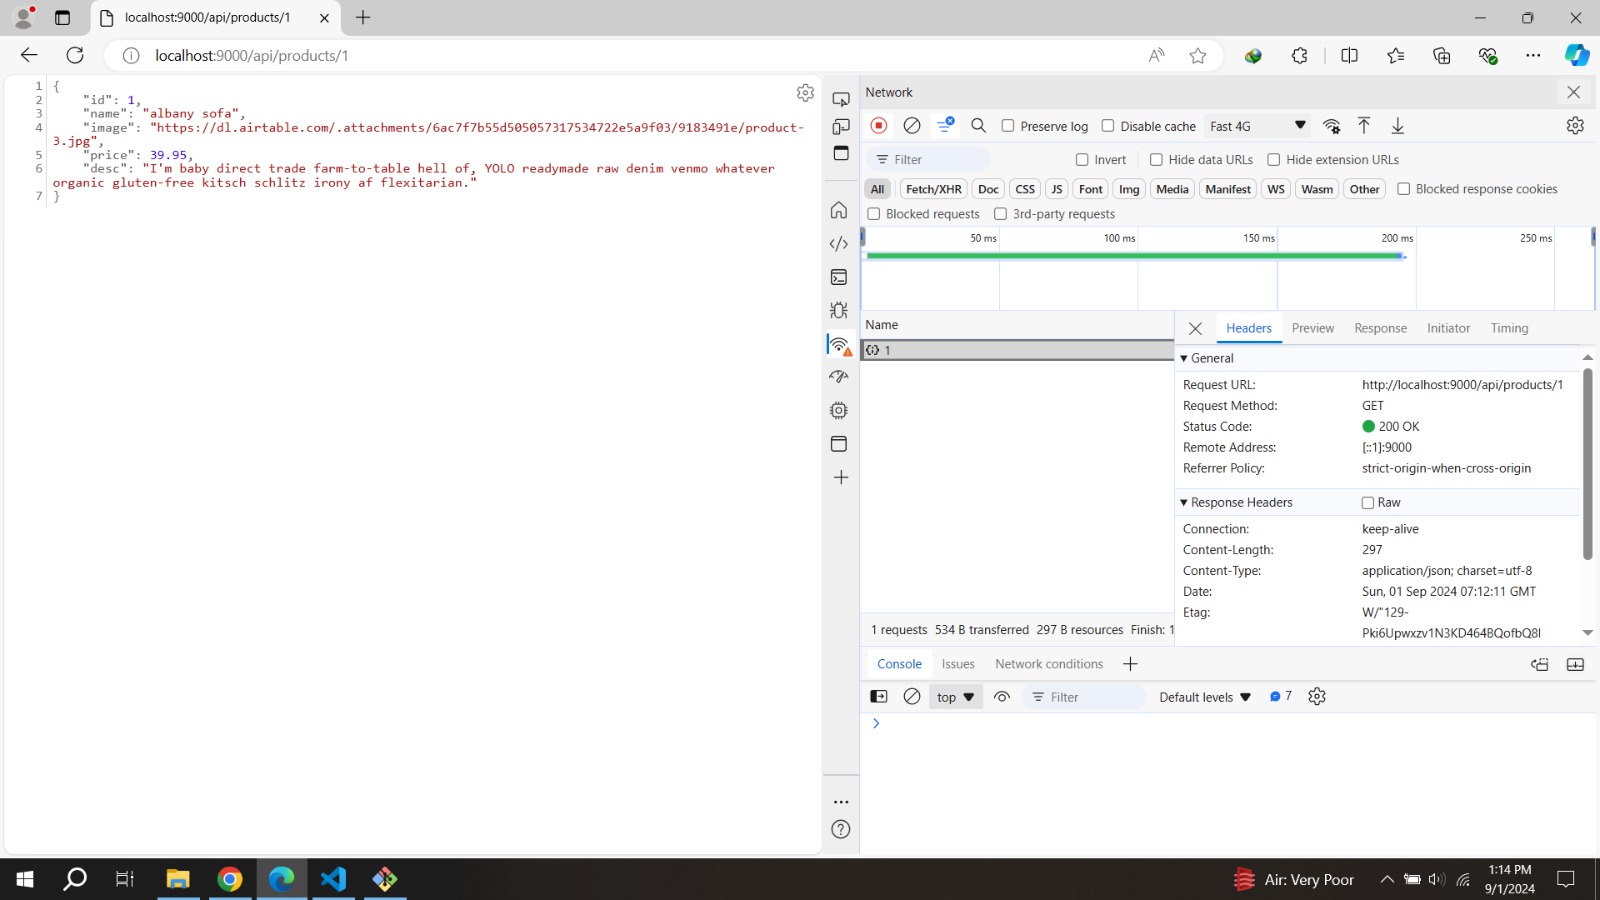 localhost:9000/api/products/1
localhost:9000/api/products/1
1 {
2 "id": 1,
3 "name": "albany sofa",
4 "image": "https://dl.airtable.com/.attachments/6ac7f7b55d505057317534722e5a9f03/9183491e/product-
3.jpg",
5 "price": 39.95,
6 "desc": "I'm baby direct trade farm-to-table hell of, YOLO readymade raw denim venmo whatever
organic gluten-free kitsch schlitz irony af flexitarian."
7 }
Network
Preserve log Disable cache Fast 4G
Filter Invert Hide data URLs Hide extension URLs
All Fetch/XHR Doc CSS JS Font Img Media Manifest WS Wasm Other Blocked response cookies
Blocked requests 3rd-party requests
50 ms 100 ms 150 ms 200 ms 250 ms
Name
1
Headers Preview Response Initiator Timing
General
Request URL: http://localhost:9000/api/products/1
Request Method: GET
Status Code: 200 OK
Remote Address: [::1]:9000
Referrer Policy: strict-origin-when-cross-origin
Response Headers Raw
Connection: keep-alive
Content-Length: 297
Content-Type: application/json; charset=utf-8
Date: Sun, 01 Sep 2024 07:12:11 GMT
Etag: W/"129-
Pki6Upwxzv1N3KD464BQofbQ8I
1 requests 534 B transferred 297 B resources Finish: 1
Console Issues Network conditions
top Filter Default levels 7
Air: Very Poor
1:14 PM
9/1/2024